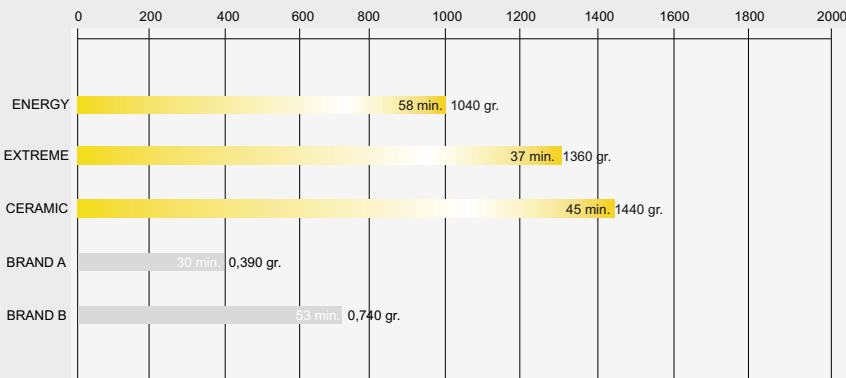 0 200 400 600 800 1000 1200 1400 1600 1800 2000
ENERGY 58 min. 1040 gr.
EXTREME 37 min. 1360 gr.
CERAMIC 45 min. 1440 gr.
BRAND A 30 min. 0,390 gr.
BRAND B 53 min. 0,740 gr.